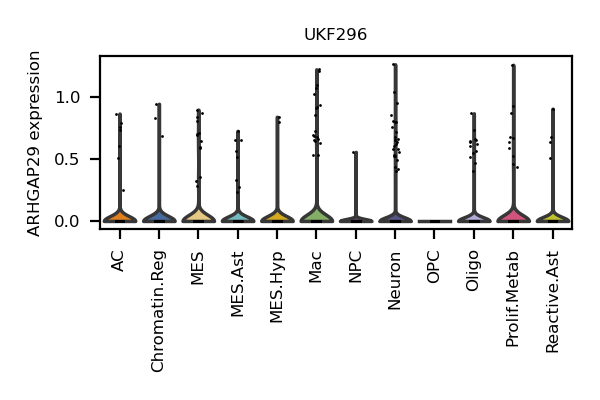 UKF296
ARHGAP29 expression
1.0
0.5
0.0
AC
Chromatin.Reg
MES
MES.Ast
MES.Hyp
Mac
NPC
Neuron
OPC
Oligo
Prolif.Metab
Reactive.Ast